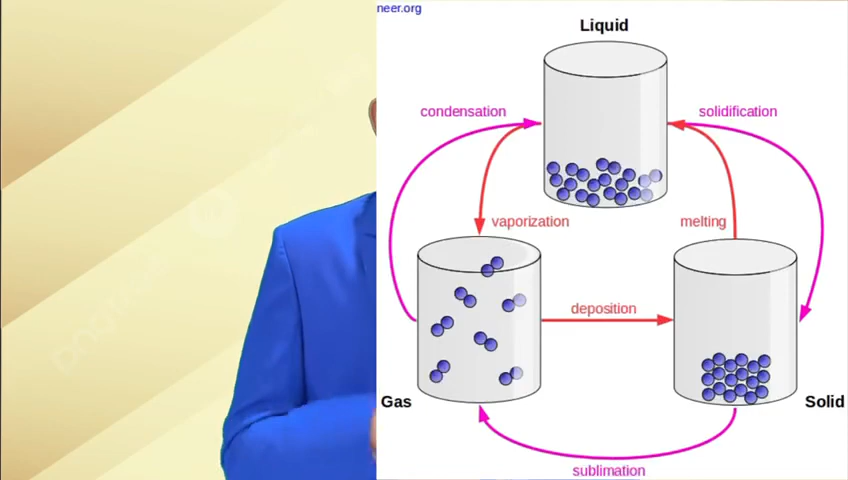 neer.org
Liquid
condensation
solidification
vaporization
melting
deposition
Gas
Solid
sublimation